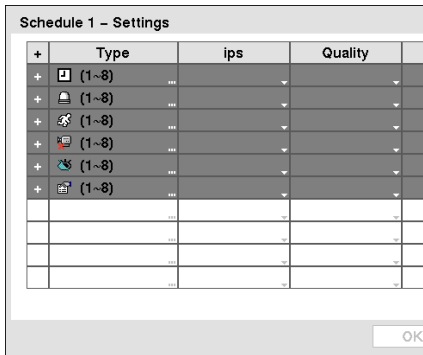 Schedule 1 – Settings
+ Type ips Quality
+ (1~8) ...
+ (1~8) ...
+ (1~8) ...
+ (1~8) ...
+ (1~8) ...
+ (1~8) ...
...
...
...
...
OK